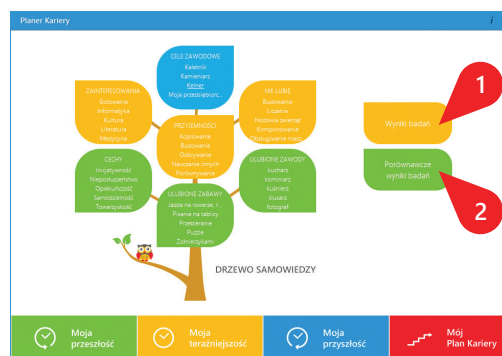 Planer Kariery
i
CELE ZAWODOWE
Kaletnik
Kamieniarz
Kelner
Moja przedsiębiorc...
ZAINTERESOWANIA
Gotowanie
Informatyka
Kultura
Literatura
Medycyna
NIE LUBIĘ
Budowanie
Liczenie
Hodowla zwierząt
Komponowanie
Obsługiwanie masz...
PRZYJEMNOŚCI
Kopiowanie
Budowanie
Odkrywanie
Nauczanie innych
Porównywanie
CECHY
Inicjatywność
Nieposłuszeństwo
Opiekuńczość
Samodzielność
Towarzyskość
ULUBIONE ZAWODY
kucharz
kominiarz
kuśnierz
ślusarz
fotograf
ULUBIONE ZABAWY
Jazda na rowerze, r...
Pisanie na tablicy
Przebieranie
Puzzle
Żołnierzykami
Wyniki badań
1
Porównawcze
wyniki badań
2
DRZEWO SAMOWIEDZY
Moja
przeszłość
Moja
teraźniejszość
Moja
przyszłość
Mój
Plan Kariery